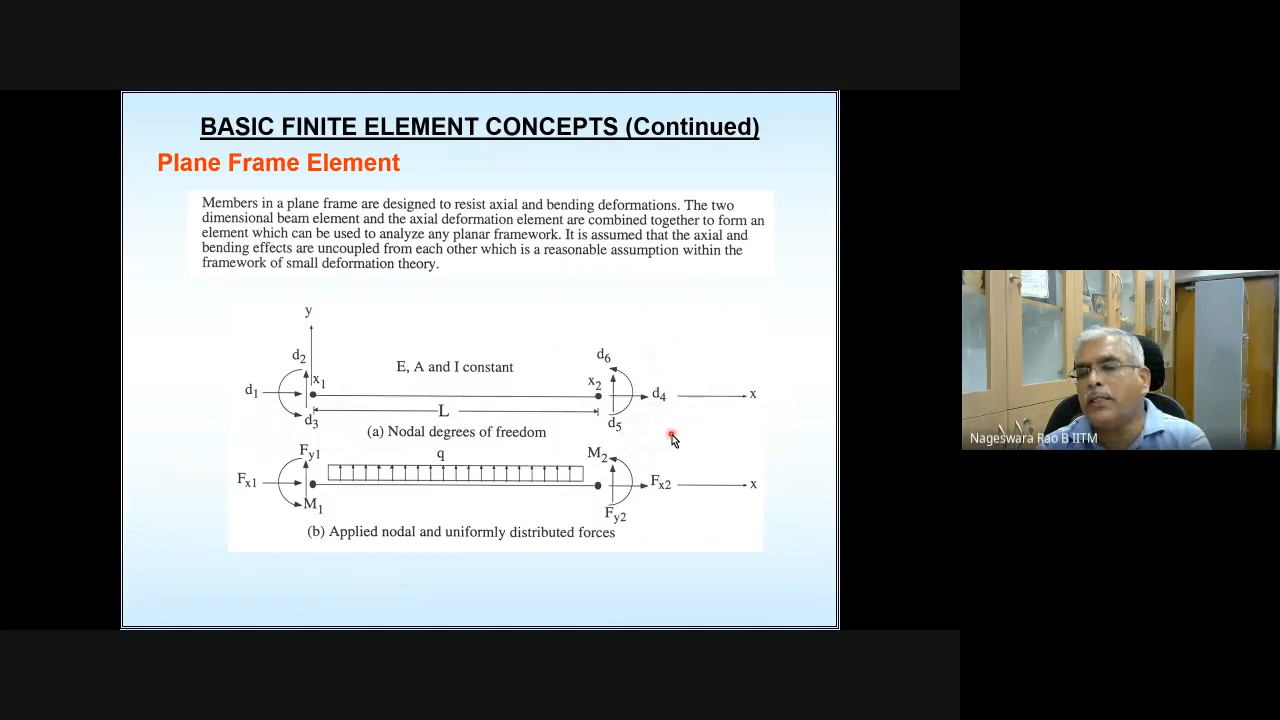 BASIC FINITE ELEMENT CONCEPTS (Continued)
Plane Frame Element
Members in a plane frame are designed to resist axial and bending deformations. The two
dimensional beam element and the axial deformation element are combined together to form an
element which can be used to analyze any planar framework. It is assumed that the axial and
bending effects are uncoupled from each other which is a reasonable assumption within the
framework of small deformation theory.
y
d2
d6
E, A and I constant
x1
x2
d1
d4
x
L
d3
d5
(a) Nodal degrees of freedom
Fy1
q
M2
Fx1
Fx2
x
M1
Fy2
(b) Applied nodal and uniformly distributed forces
Nageswara Rao B IITM